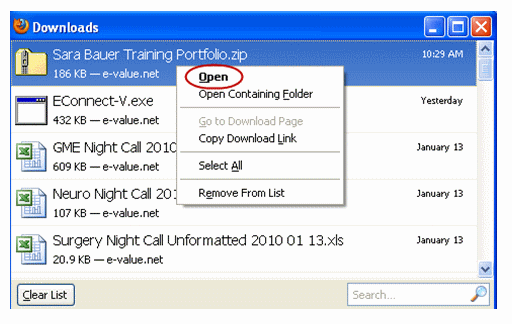 Downloads
Sara Bauer Training Portfolio.zip
10:29 AM
186 KB — e-value.net
Open
Open Containing Folder
Go to Download Page
Copy Download Link
Select All
Remove From List
EConnect-V.exe
Yesterday
432 KB — e-value.net
GME Night Call 2010
January 13
609 KB — e-value.net
Neuro Night Call 201
January 13
107 KB — e-value.net
Surgery Night Call Unformatted 2010 01 13.xls
January 13
20.9 KB — e-value.net
Clear List
Search...